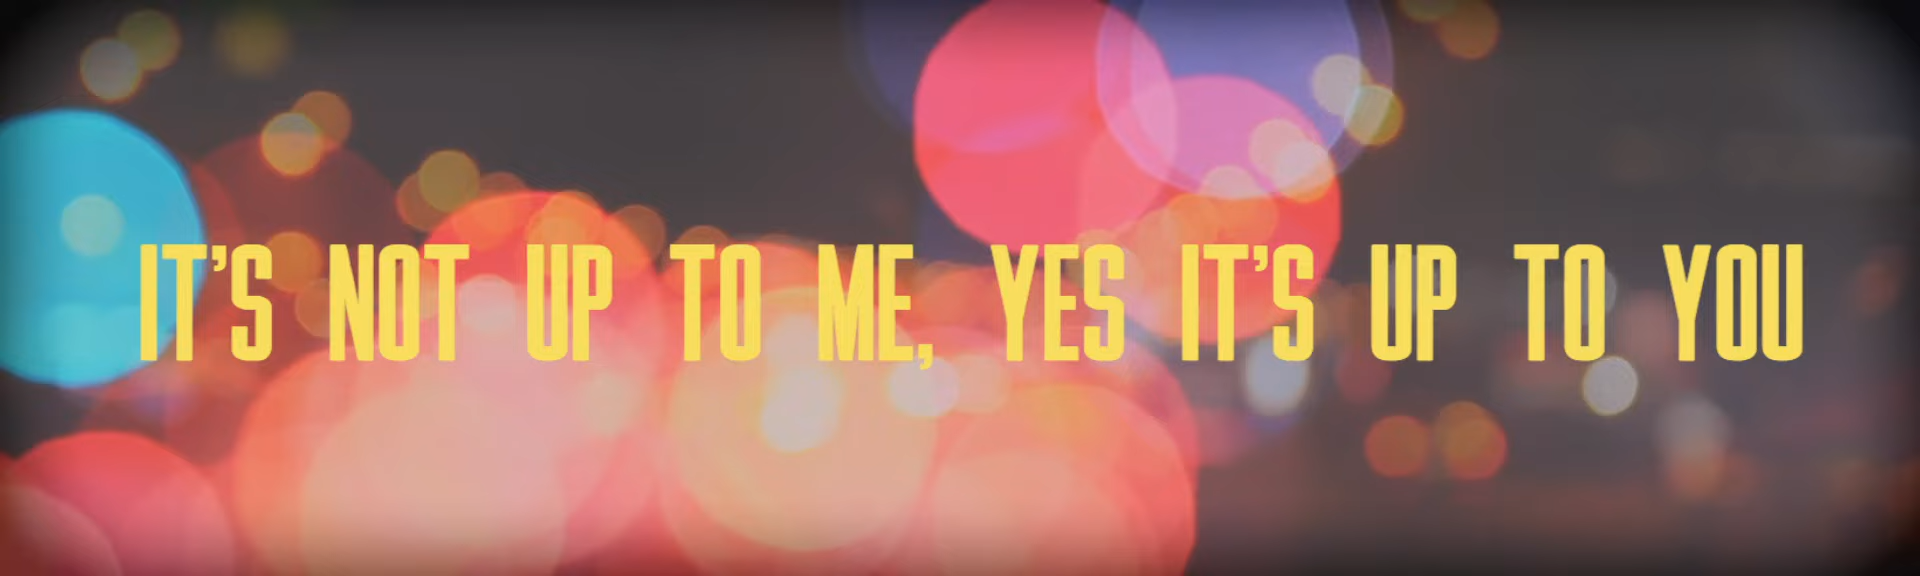 IT’S NOT UP TO ME, YES IT’S UP TO YOU